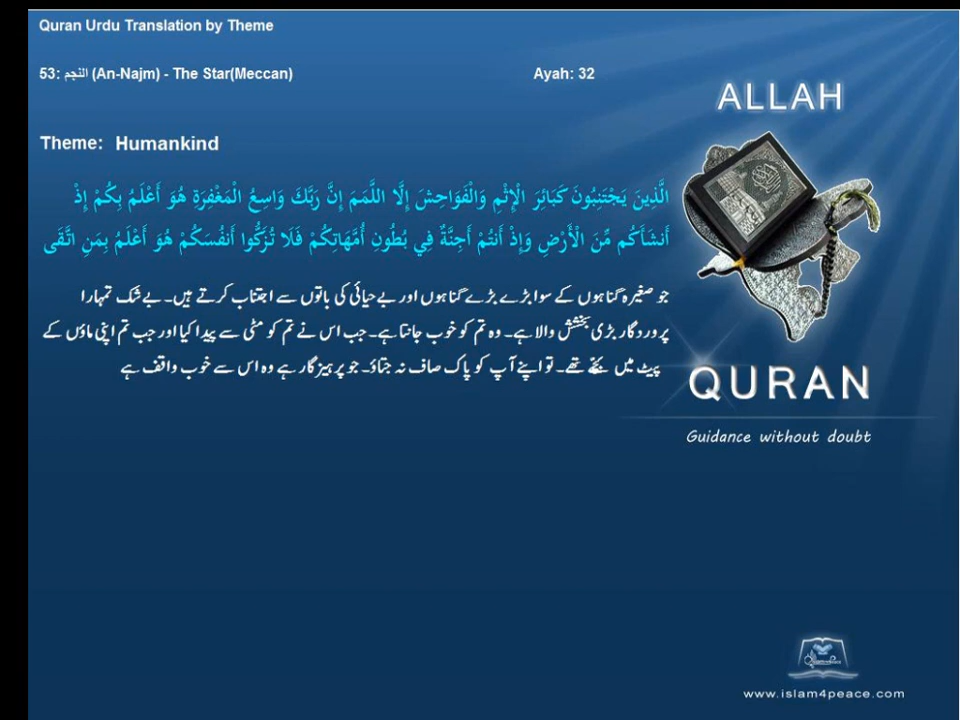 Quran Urdu Translation by Theme
53: النجم (An-Najm) - The Star(Meccan) Ayah: 32
Theme: Humankind
الَّذِينَ يَجْتَنِبُونَ كَبَائِرَ الْإِثْمِ وَالْفَوَاحِشَ إِلَّا اللَّمَمَ إِنَّ رَبَّكَ وَاسِعُ الْمَغْفِرَةِ هُوَ أَعْلَمُ بِكُمْ إِذْ
أَنشَأَكُم مِّنَ الْأَرْضِ وَإِذْ أَنتُمْ أَجِنَّةٌ فِي بُطُونِ أُمَّهَاتِكُمْ فَلَا تُزَكُّوا أَنفُسَكُمْ هُوَ أَعْلَمُ بِمَنِ اتَّقَى
جو صغیرہ گناہوں کے سوا بڑے بڑے گناہوں اور بےحیائی کی باتوں سے اجتناب کرتے ہیں۔ بےشک تمہارا
پروردگار بڑی بخشش والا ہے۔ وہ تم کو خوب جانتا ہے۔ جب اس نے تم کو مٹی سے پیدا کیا اور جب تم اپنی ماؤں کے
پیٹ میں بچّے تھے۔ تو اپنے آپ کو پاک صاف نہ جتاؤ۔ جو پرہیزگار ہے وہ اس سے خوب واقف ہے
ALLAH
QURAN
Guidance without doubt
www.islam4peace.com